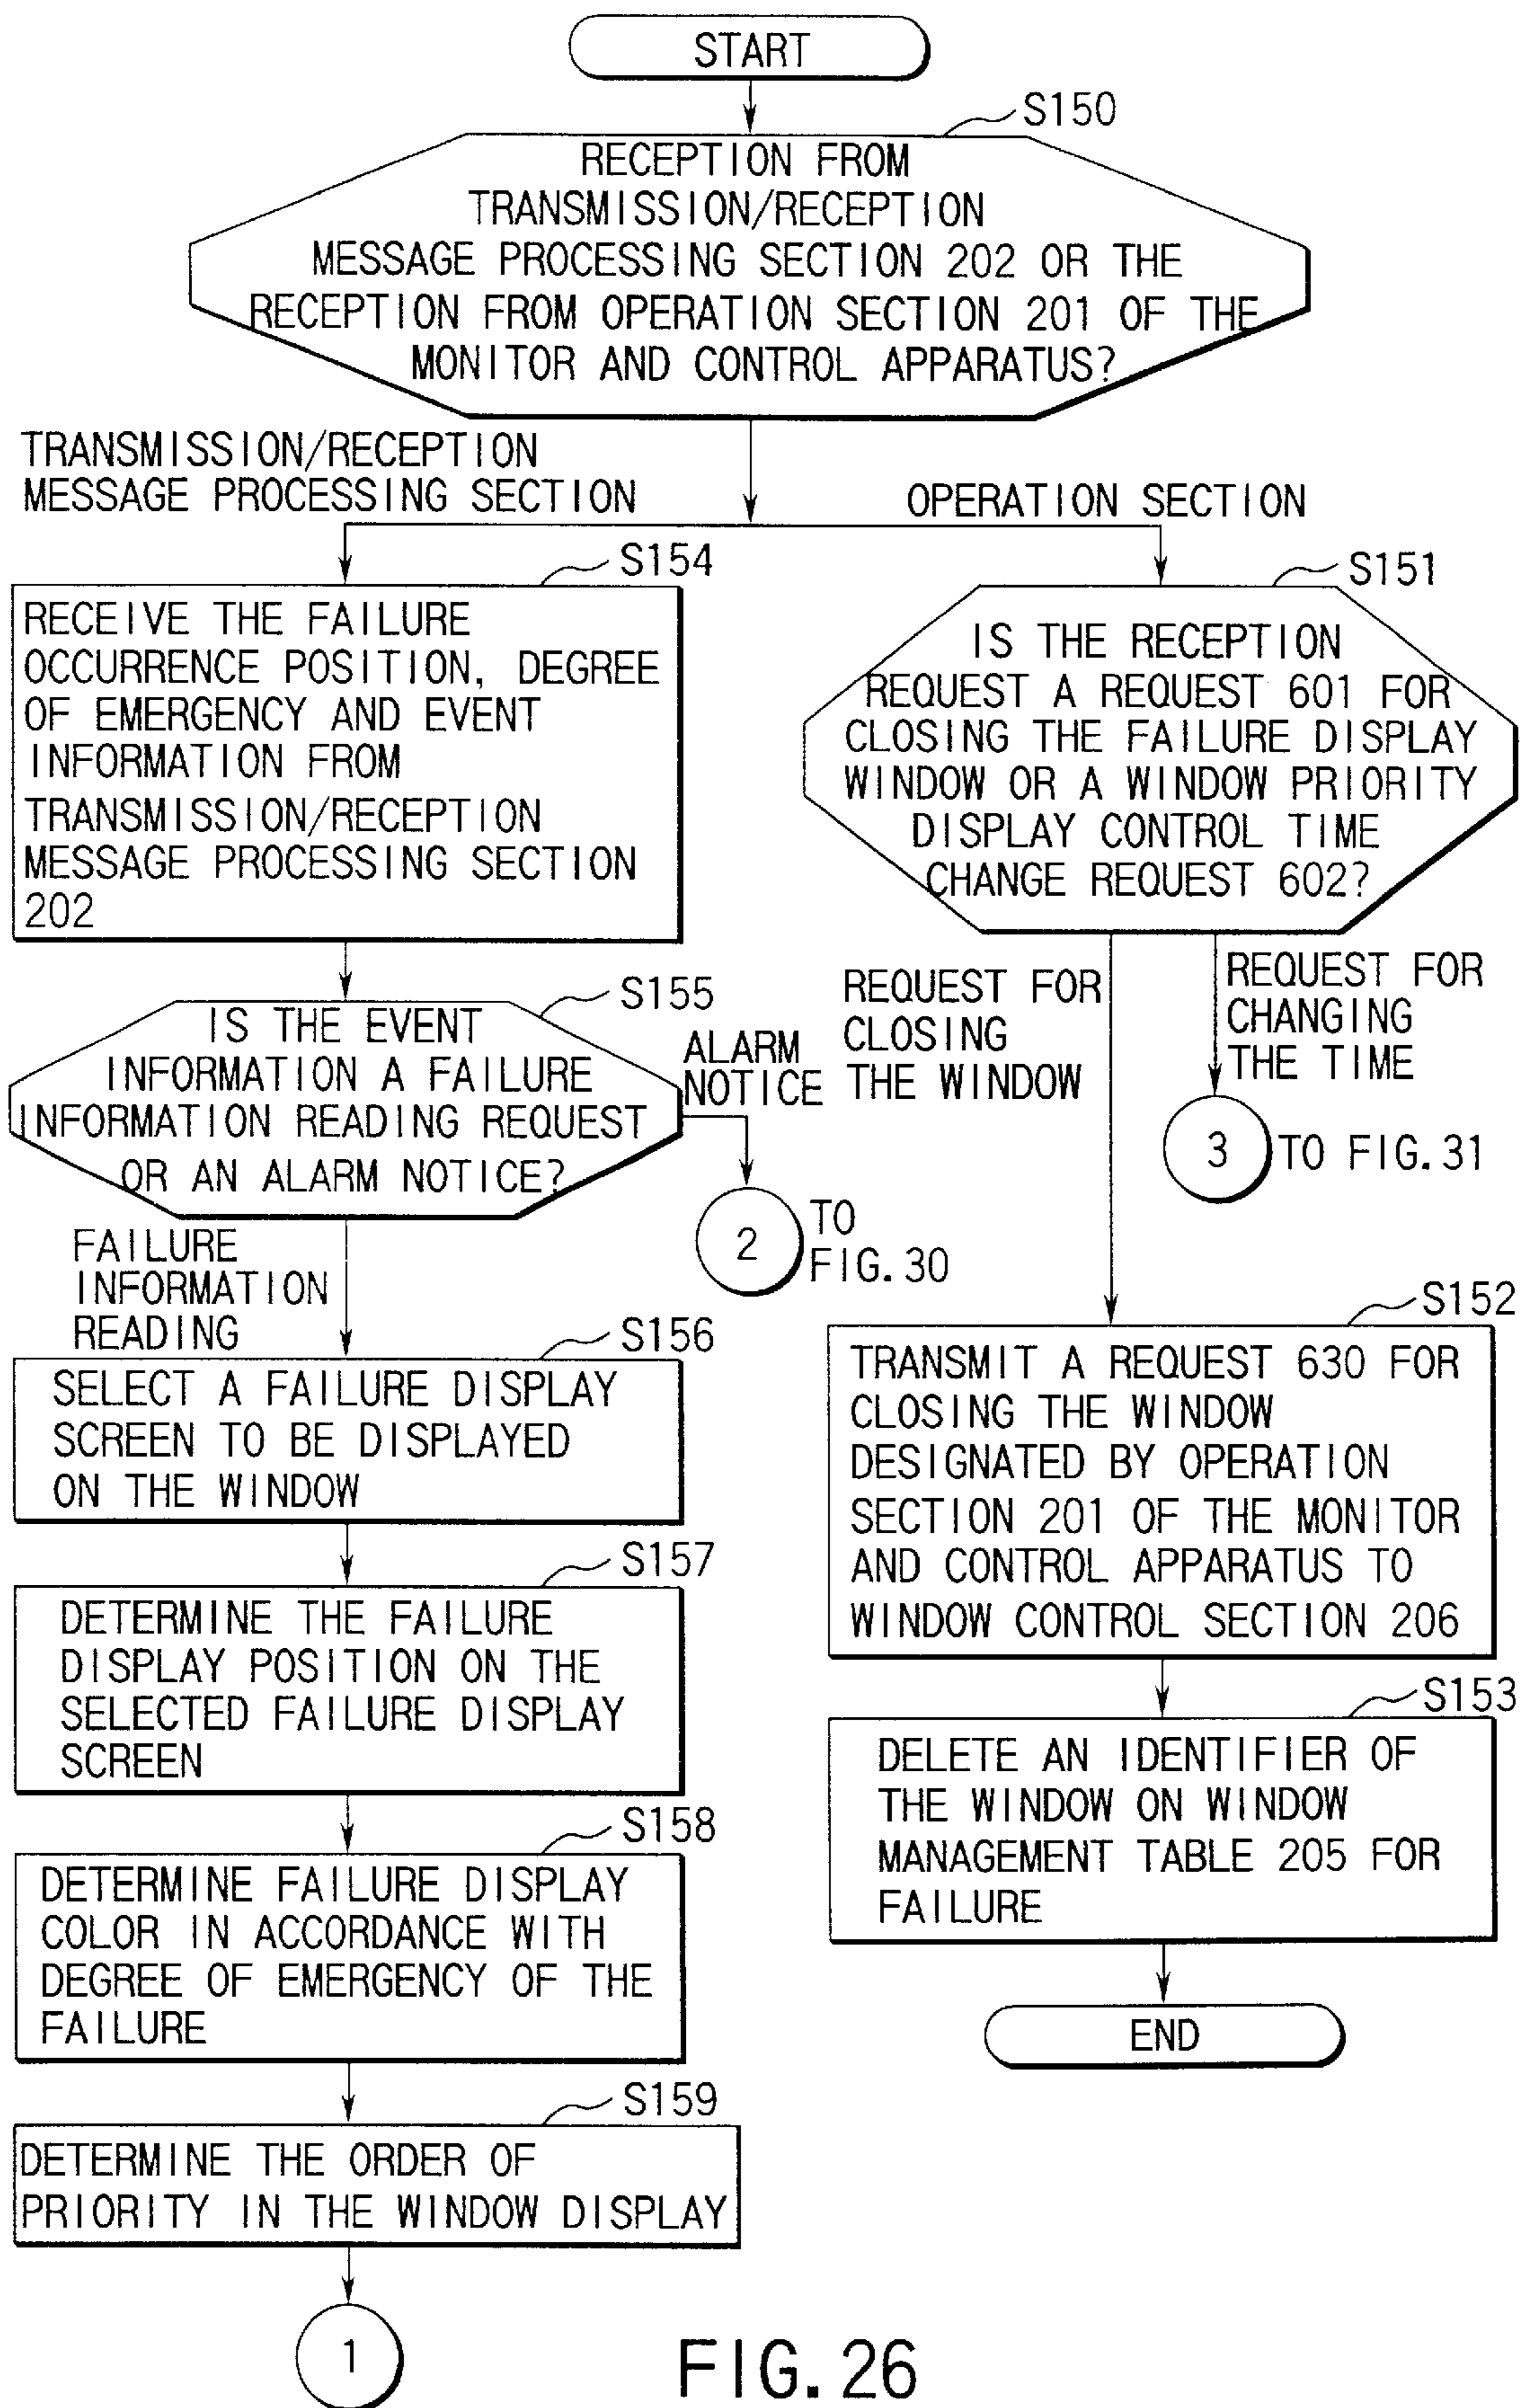 START
S150
RECEPTION FROM
TRANSMISSION/RECEPTION
MESSAGE PROCESSING SECTION 202 OR THE
RECEPTION FROM OPERATION SECTION 201 OF THE
MONITOR AND CONTROL APPARATUS?
TRANSMISSION/RECEPTION
MESSAGE PROCESSING SECTION
OPERATION SECTION
S154
RECEIVE THE FAILURE
OCCURRENCE POSITION, DEGREE
OF EMERGENCY AND EVENT
INFORMATION FROM
TRANSMISSION/RECEPTION
MESSAGE PROCESSING SECTION
202
S151
IS THE RECEPTION
REQUEST A REQUEST 601 FOR
CLOSING THE FAILURE DISPLAY
WINDOW OR A WINDOW PRIORITY
DISPLAY CONTROL TIME
CHANGE REQUEST 602?
S155
IS THE EVENT
INFORMATION A FAILURE
INFORMATION READING REQUEST
OR AN ALARM NOTICE?
ALARM
NOTICE
2
TO
FIG.30
REQUEST FOR
CLOSING
THE WINDOW
REQUEST FOR
CHANGING
THE TIME
3
TO FIG.31
FAILURE
INFORMATION
READING
S156
SELECT A FAILURE DISPLAY
SCREEN TO BE DISPLAYED
ON THE WINDOW
S152
TRANSMIT A REQUEST 630 FOR
CLOSING THE WINDOW
DESIGNATED BY OPERATION
SECTION 201 OF THE MONITOR
AND CONTROL APPARATUS TO
WINDOW CONTROL SECTION 206
S157
DETERMINE THE FAILURE
DISPLAY POSITION ON THE
SELECTED FAILURE DISPLAY
SCREEN
S153
DELETE AN IDENTIFIER OF
THE WINDOW ON WINDOW
MANAGEMENT TABLE 205 FOR
FAILURE
S158
DETERMINE FAILURE DISPLAY
COLOR IN ACCORDANCE WITH
DEGREE OF EMERGENCY OF THE
FAILURE
END
S159
DETERMINE THE ORDER OF
PRIORITY IN THE WINDOW DISPLAY
1
FIG.26